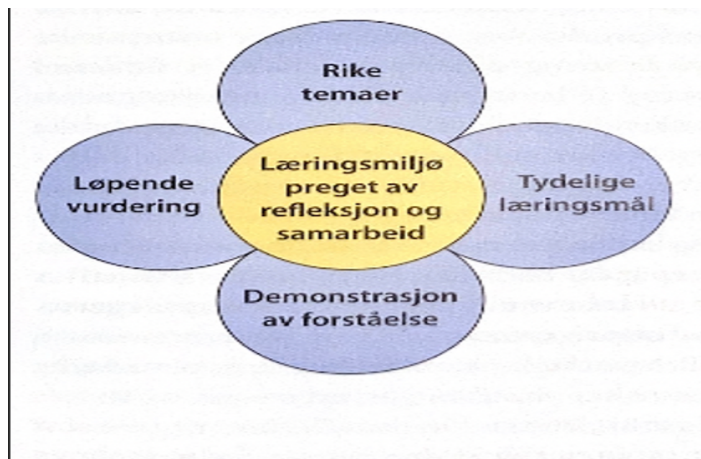 Rike
temaer
Løpende
vurdering
Læringsmiljø
preget av
refleksjon og
samarbeid
Tydelige
læringsmål
Demonstrasjon
av forståelse